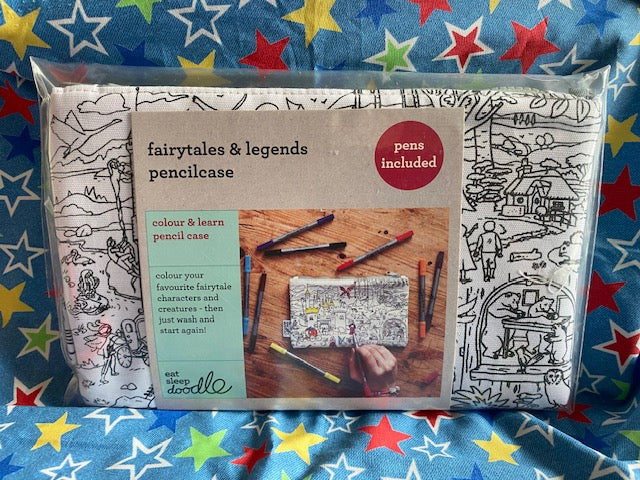 fairytales & legends
pencilcase
pens
included
colour & learn
pencil case
colour your
favourite fairytale
characters and
creatures - then
just wash and
start again!
eat
sleep
doodle